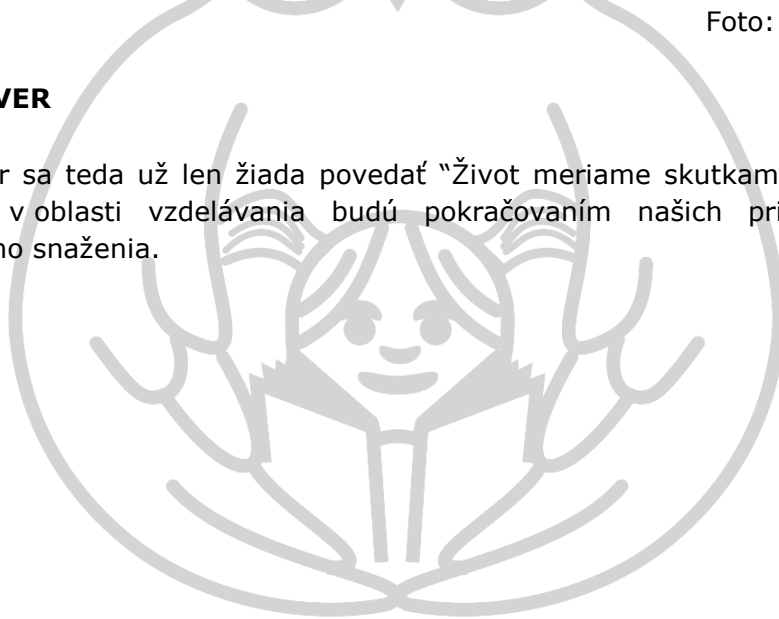 Foto:
VER
r sa teda už len žiada povedať “Život meriame skutkam
v oblasti vzdelávania budú pokračovaním našich pri
no snaženia.